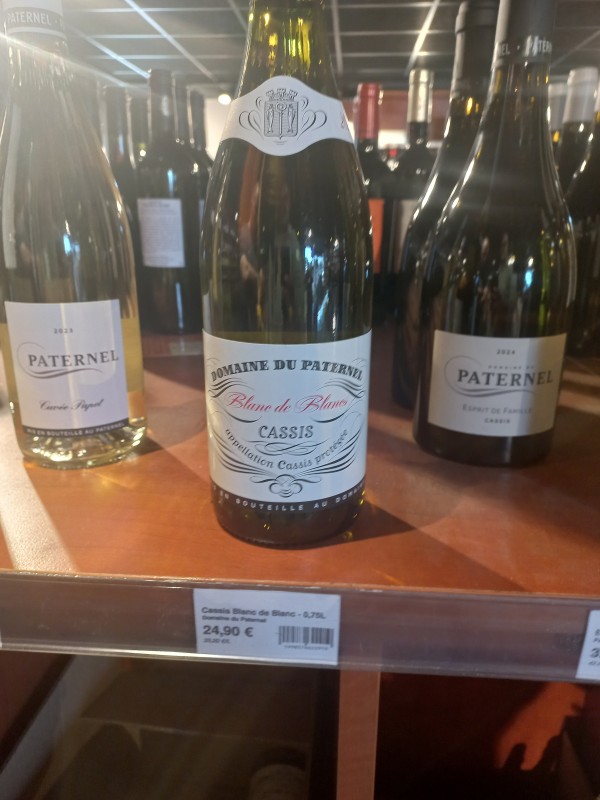 PATERNEL
2023
PATERNEL
Cuvée Papet
MIS EN BOUTEILLE AU PATERNEL
DOMAINE DU PATERNEL
Blanc de Blancs
CASSIS
appellation Cassis protégée
EN BOUTEILLE AU DOMAINE
2024
DOMAINE DU
PATERNEL
ESPRIT DE FAMILLE
CASSIS
Cassis Blanc de Blanc - 0,75L
Domaine du Paternel
24,90 €